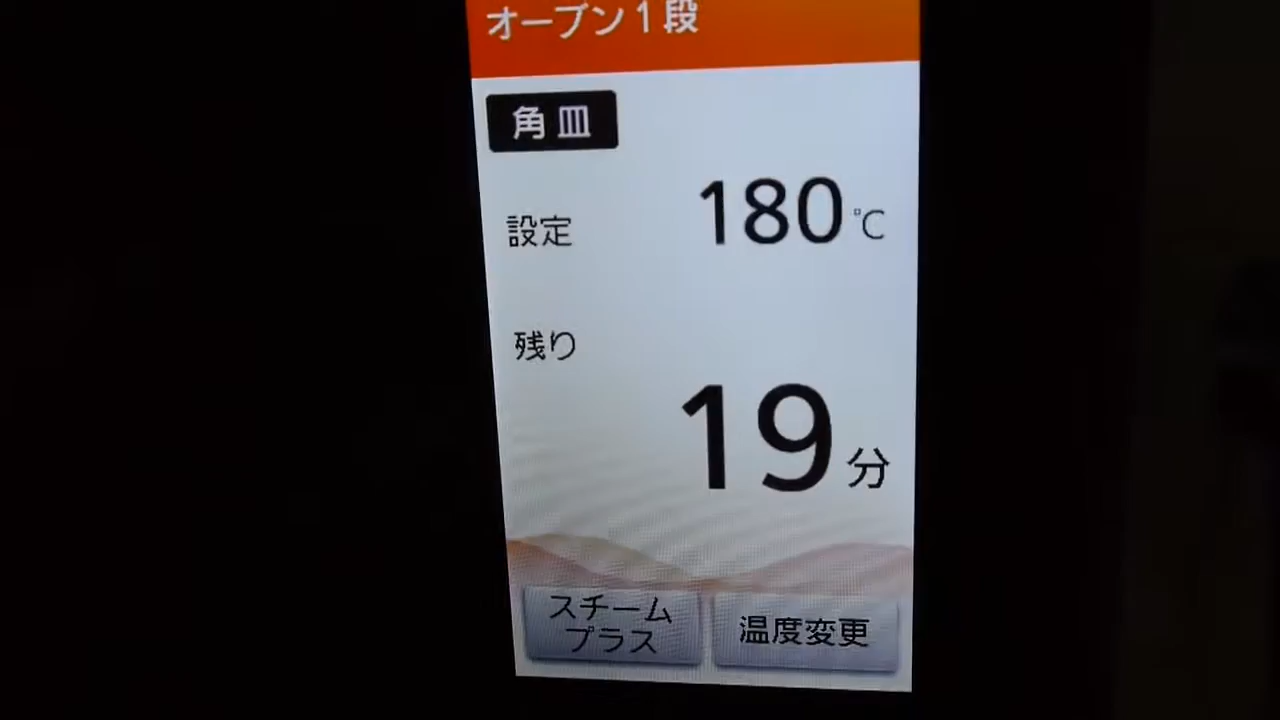 オーブン1段
角皿
設定 180℃
残り
19分
スチーム
プラス
温度変更